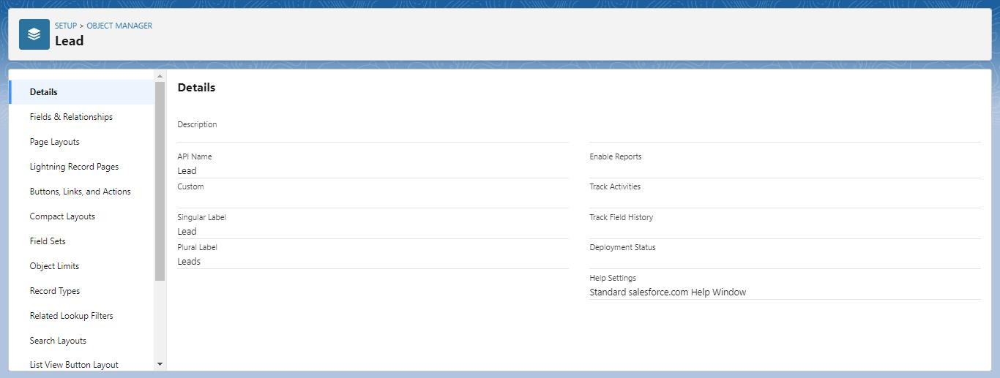 SETUP > OBJECT MANAGER
Lead
Details
Fields & Relationships
Page Layouts
Lightning Record Pages
Buttons, Links, and Actions
Compact Layouts
Field Sets
Object Limits
Record Types
Related Lookup Filters
Search Layouts
List View Button Layout
Details
Description
API Name
Lead
Custom
Singular Label
Lead
Plural Label
Leads
Enable Reports
Track Activities
Track Field History
Deployment Status
Help Settings
Standard salesforce.com Help Window